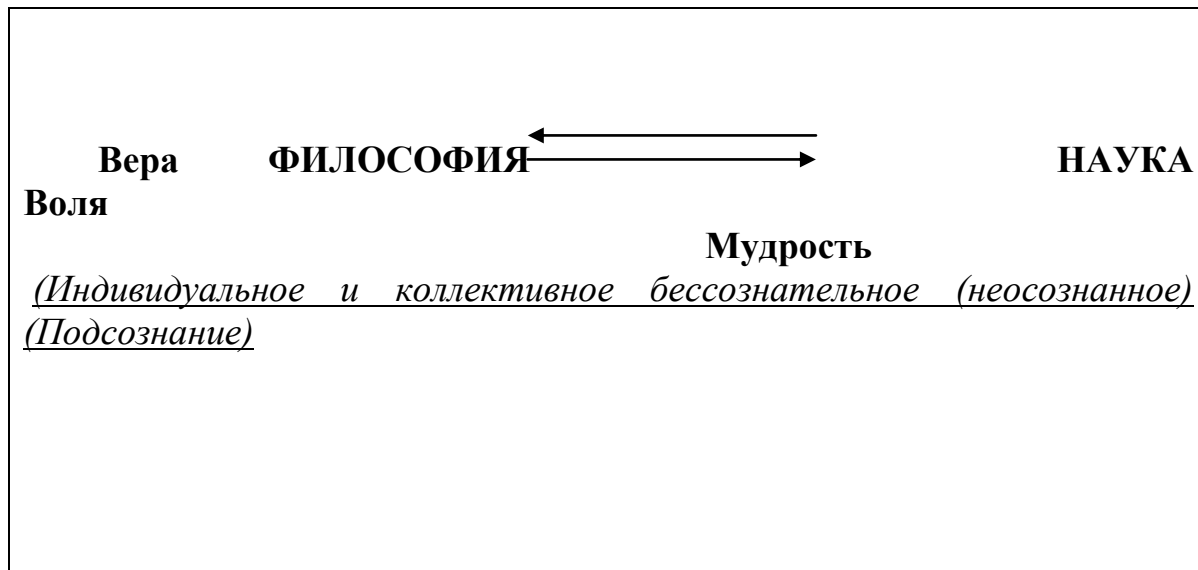 Вера ФИЛОСОФИЯ НАУКА
Воля
Мудрость
(Индивидуальное и коллективное бессознательное (неосознанное)
(Подсознание)